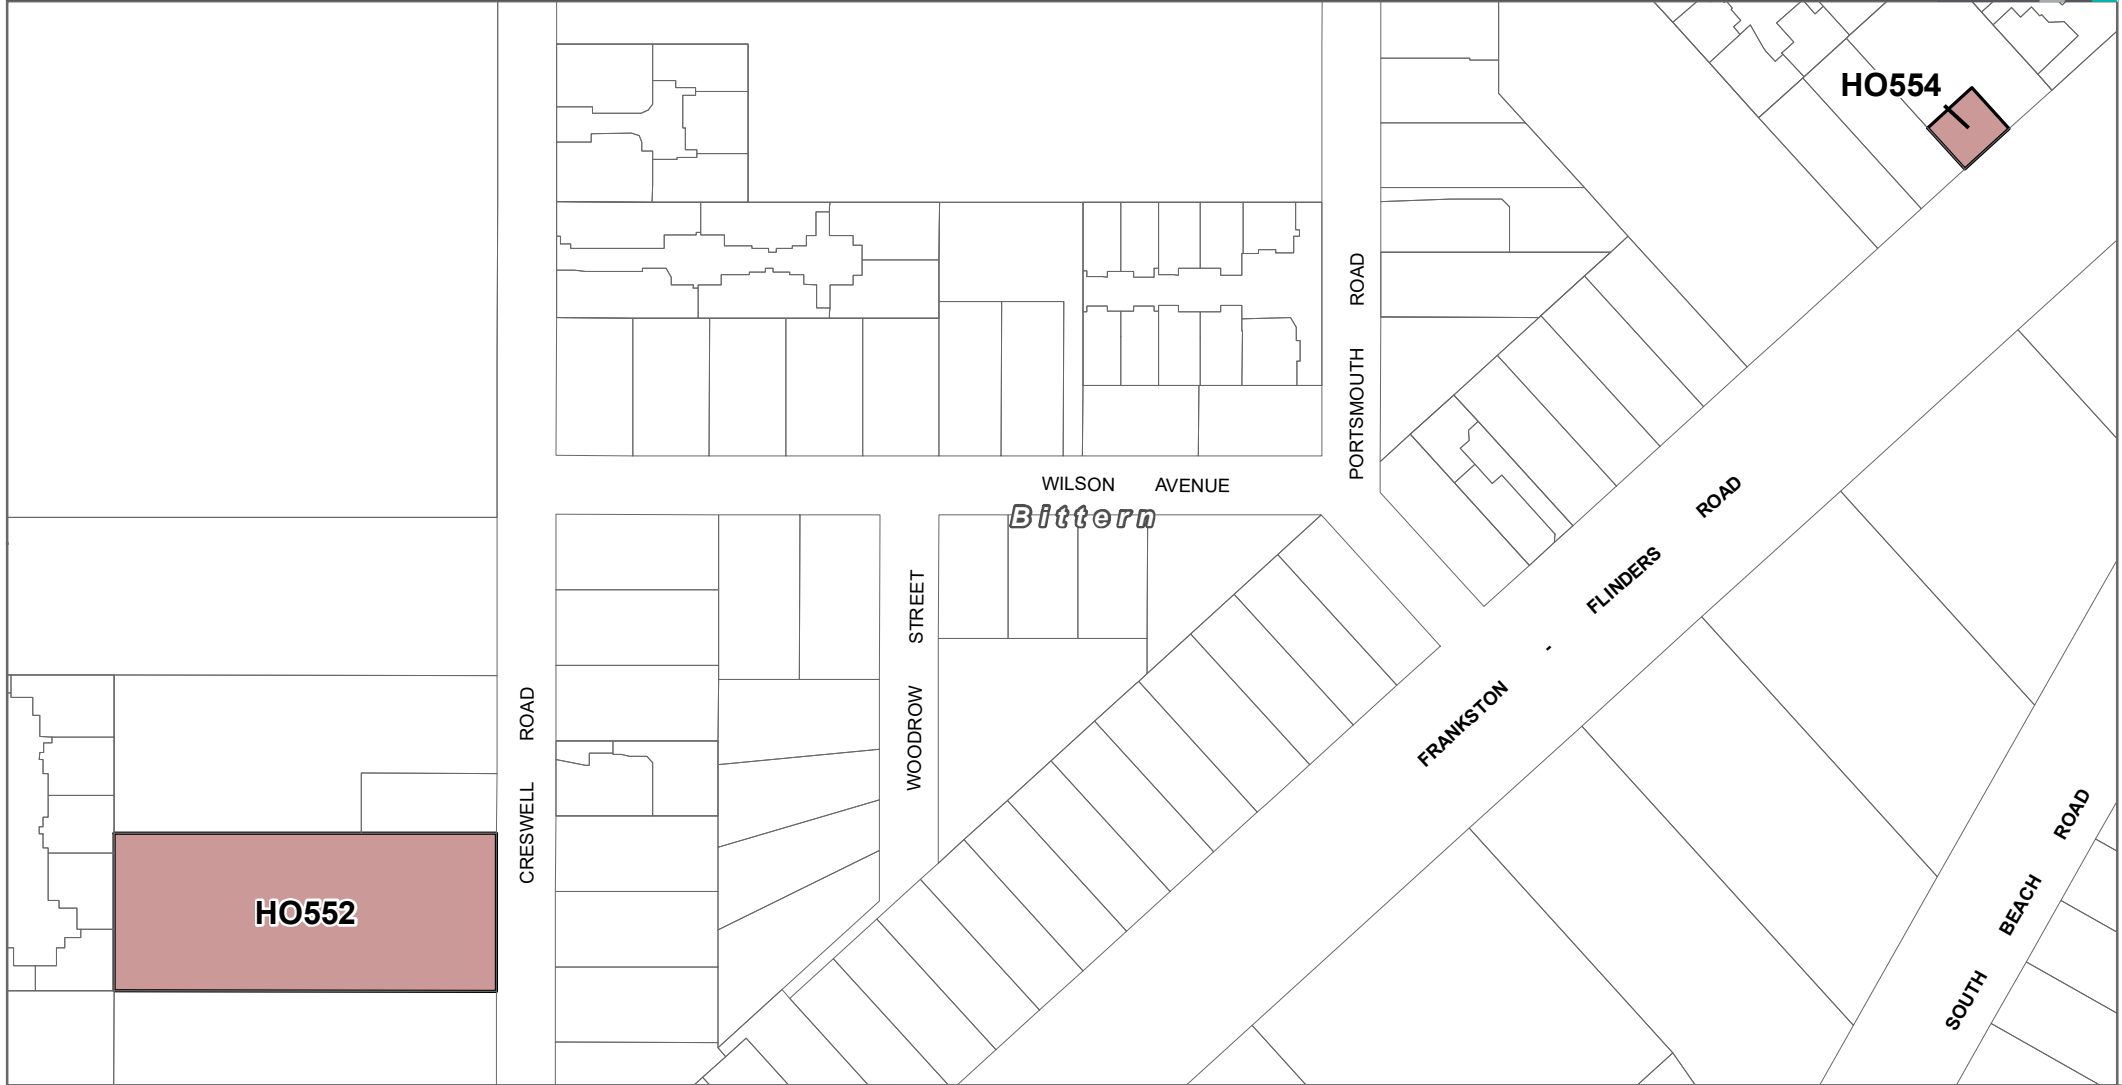 HO554
PORTSMOUTH ROAD
WILSON AVENUE
Bittern
FRANKSTON - FLINDERS ROAD
WOODROW STREET
CRESWELL ROAD
HO552
SOUTH BEACH ROAD